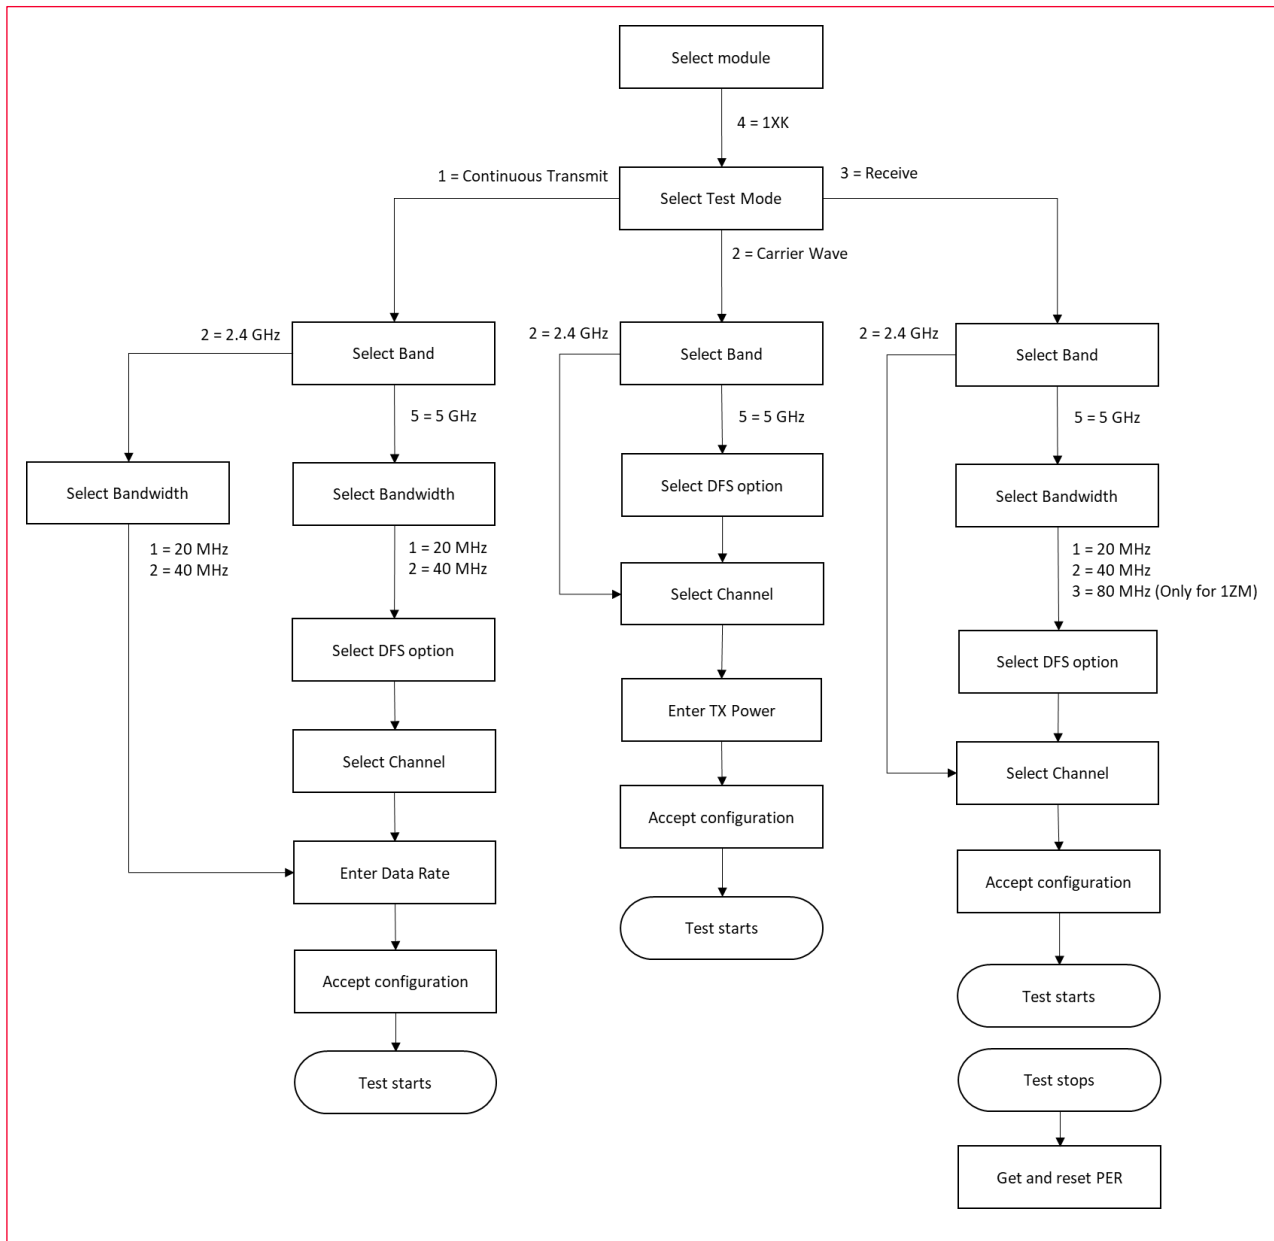 Select module
4 = 1XK
1 = Continuous Transmit
3 = Receive
Select Test Mode
2 = Carrier Wave
2 = 2.4 GHz
Select Band
5 = 5 GHz
Select Bandwidth
1 = 20 MHz
2 = 40 MHz
Select Bandwidth
1 = 20 MHz
2 = 40 MHz
Select DFS option
Select Channel
Enter Data Rate
Accept configuration
Test starts
2 = 2.4 GHz
Select Band
5 = 5 GHz
Select DFS option
Select Channel
Enter TX Power
Accept configuration
Test starts
2 = 2.4 GHz
Select Band
5 = 5 GHz
Select Bandwidth
1 = 20 MHz
2 = 40 MHz
3 = 80 MHz (Only for 1ZM)
Select DFS option
Select Channel
Accept configuration
Test starts
Test stops
Get and reset PER